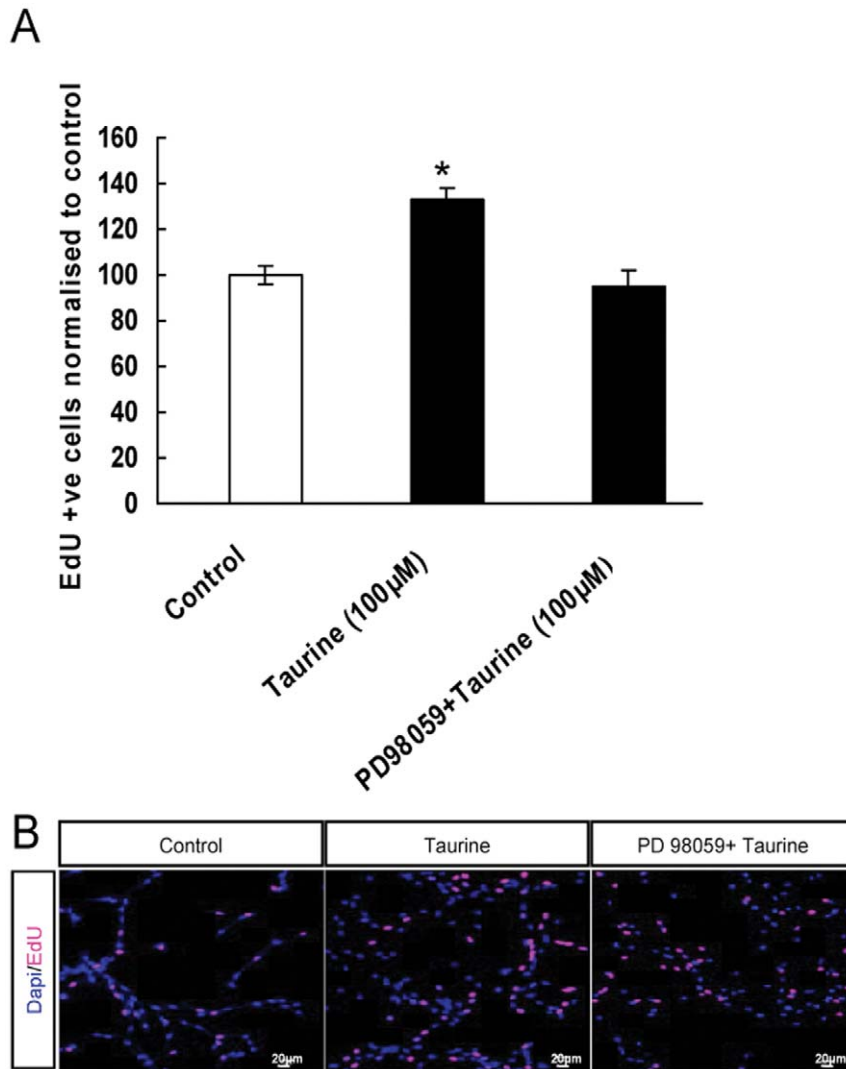 A
EdU +ve cells normalised to control
160
140
120
100
80
60
40
20
0
*
Control
Taurine (100µM)
PD98059+Taurine (100µM)
B
Control
Taurine
PD 98059+ Taurine
Dapi/EdU
20µm
20µm
20µm